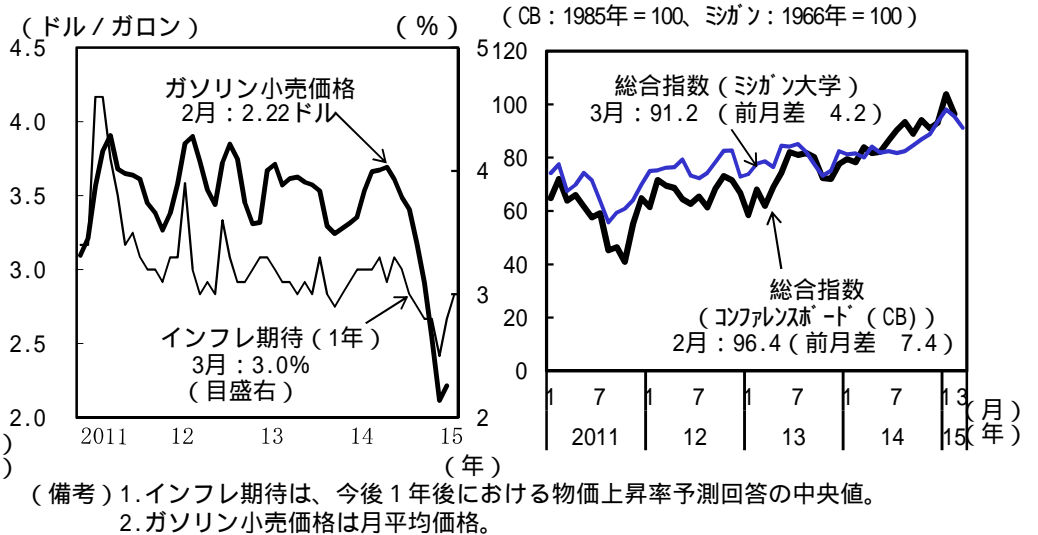 （ドル／ガロン）
（％）
4.5
4.0
3.5
3.0
2.5
2.0
5
4
3
2
ガソリン小売価格
2月：2.22ドル
インフレ期待（1年）
3月：3.0%
（目盛右）
2011 12 13 14 15
（年）
）
）
（CB：1985年＝100、ﾐｼｶﾞﾝ：1966年＝100）
120
100
80
60
40
20
0
総合指数（ﾐｼｶﾞﾝ大学）
3月：91.2（前月差　4.2）
総合指数
（ｺﾝﾌｧﾚﾝｽﾎﾞｰﾄﾞ（CB)）
2月：96.4（前月差　7.4）
1 7 1 7 1 7 1 7 1 3
（月）
2011 12 13 14 15
（年）
（備考）1.インフレ期待は、今後１年後における物価上昇率予測回答の中央値。
2.ガソリン小売価格は月平均価格。